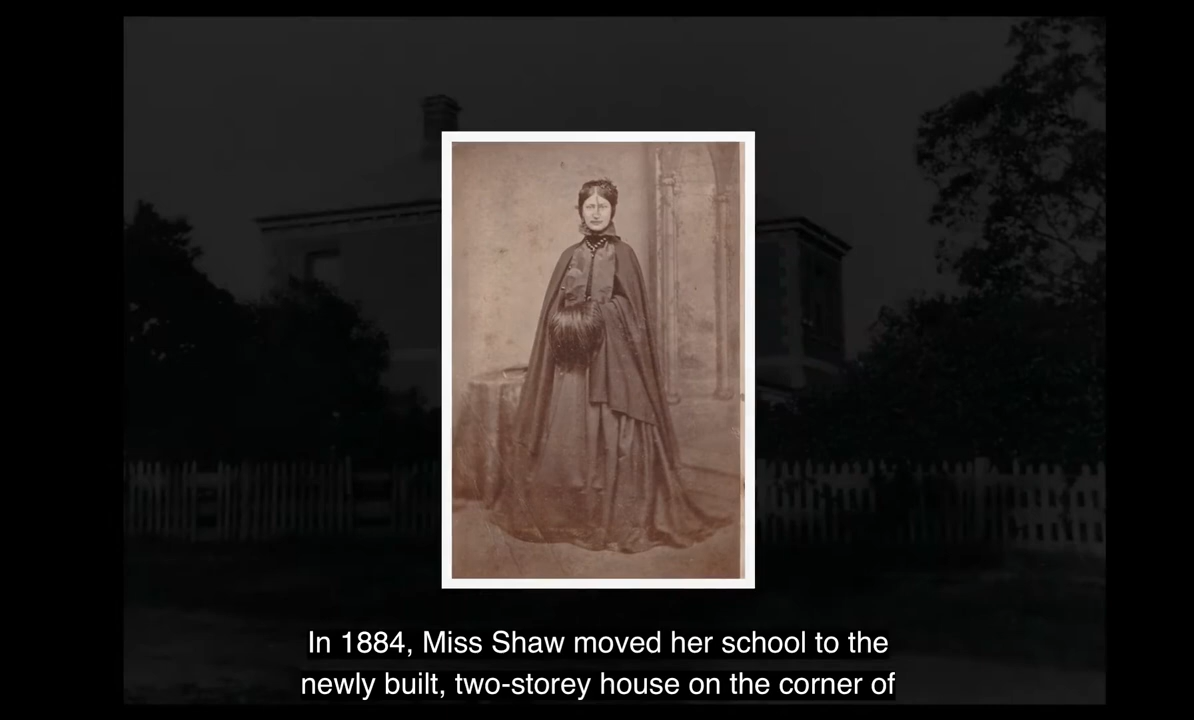 In 1884, Miss Shaw moved her school to the
newly built, two-storey house on the corner of